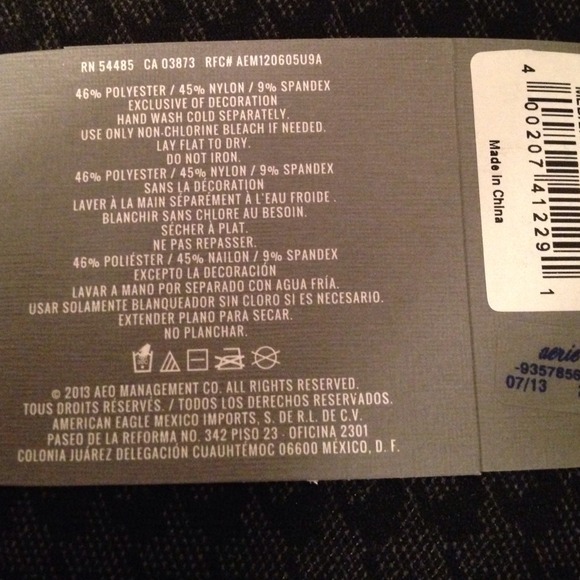 RN 54485 CA 03873 RFC# AEM120605U9A
46% POLYESTER / 45% NYLON / 9% SPANDEX
EXCLUSIVE OF DECORATION
HAND WASH COLD SEPARATELY.
USE ONLY NON-CHLORINE BLEACH IF NEEDED.
LAY FLAT TO DRY.
DO NOT IRON.
46% POLYESTER / 45% NYLON / 9% SPANDEX
SANS LA DÉCORATION
LAVER À LA MAIN SÉPARÉMENT À L'EAU FROIDE.
BLANCHIR SANS CHLORE AU BESOIN.
SÉCHER À PLAT.
NE PAS REPASSER.
46% POLIÉSTER / 45% NAILON / 9% SPANDEX
EXCEPTO LA DECORACIÓN
LAVAR A MANO POR SEPARADO CON AGUA FRÍA.
USAR SOLAMENTE BLANQUEADOR SIN CLORO SI ES NECESARIO.
EXTENDER PLANO PARA SECAR.
NO PLANCHAR.
© 2013 AEO MANAGEMENT CO. ALL RIGHTS RESERVED.
TOUS DROITS RÉSERVÉS. / TODOS LOS DERECHOS RESERVADOS.
AMERICAN EAGLE MEXICO IMPORTS, S. DE R.L. DE C.V.
PASEO DE LA REFORMA NO. 342 PISO 23 - OFICINA 2301
COLONIA JUÁREZ DELEGACIÓN CUAUHTÉMOC 06600 MÉXICO, D. F.
4 00207 41229 1
Made in China
aerie
-9357856
07/13